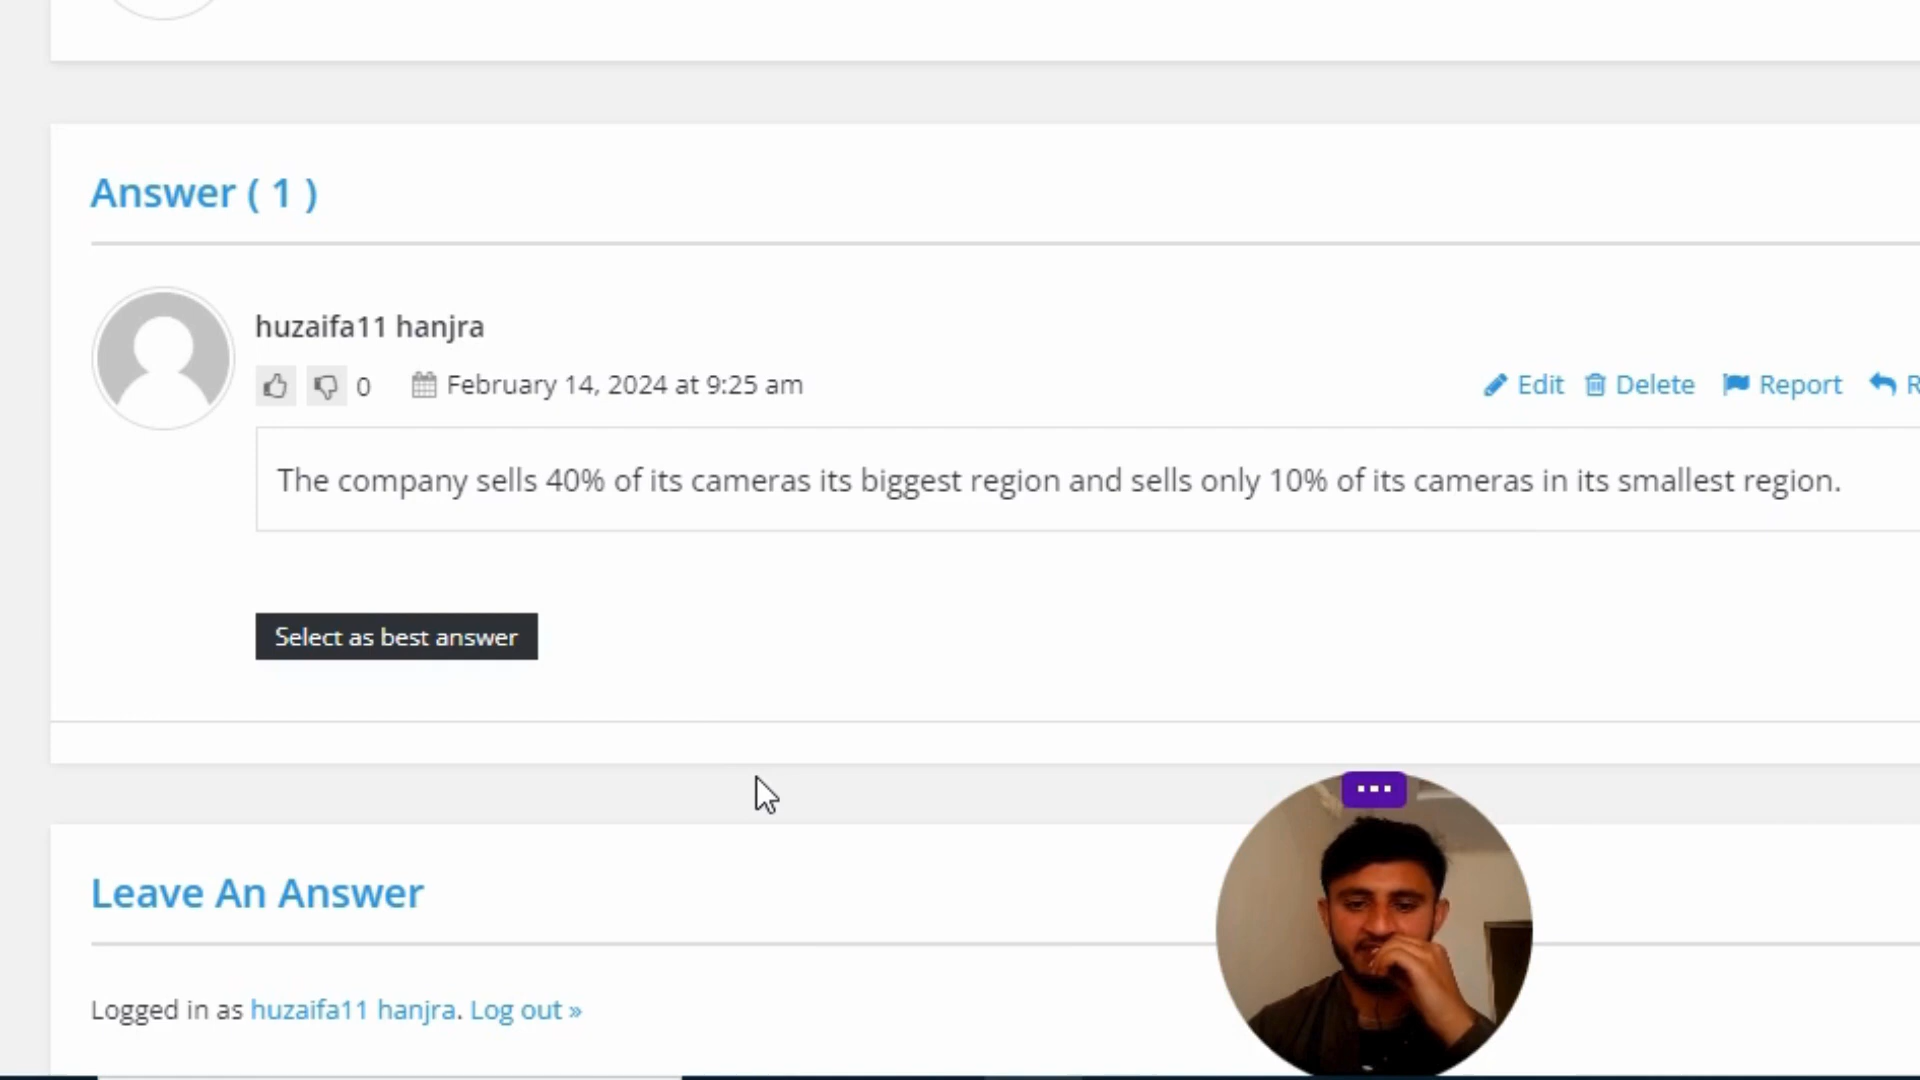 Answer ( 1 )
huzaifa11 hanjra
0 February 14, 2024 at 9:25 am Edit Delete Report R
The company sells 40% of its cameras its biggest region and sells only 10% of its cameras in its smallest region.
Select as best answer
Leave An Answer
Logged in as huzaifa11 hanjra. Log out »